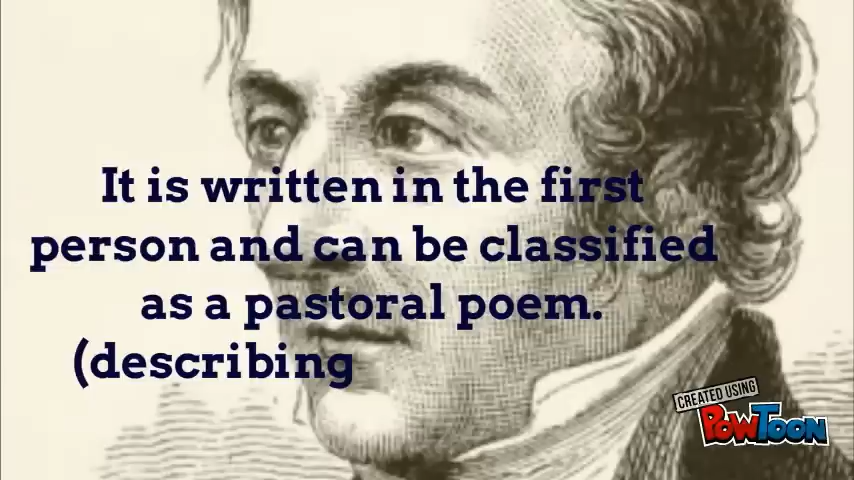 It is written in the first
person and can be classified
as a pastoral poem.
(describing
CREATED USING
POWTOON